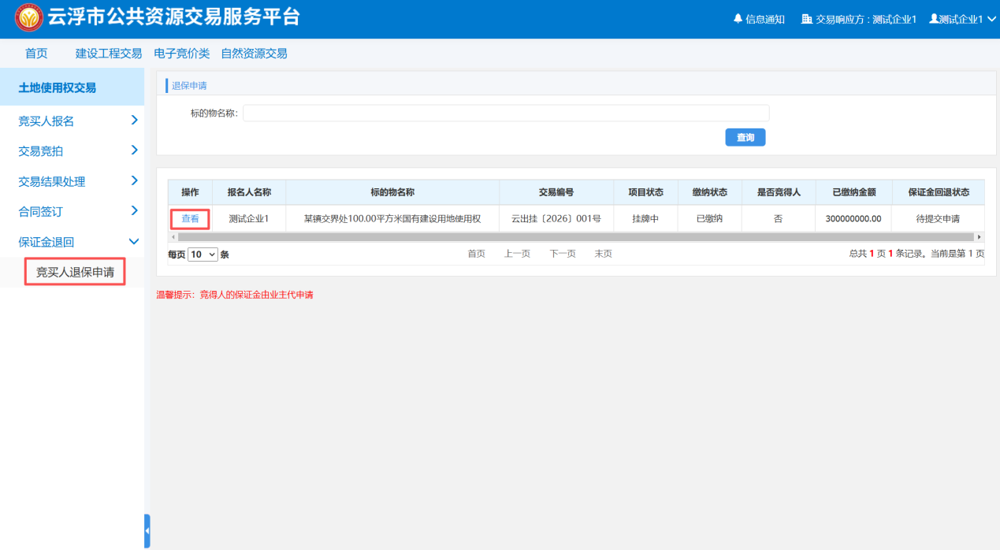 云浮市公共资源交易服务平台
信息通知 交易响应方：测试企业1 测试企业1
首页 建设工程交易 电子竞价类 自然资源交易
土地使用权交易
竞买人报名
交易竞拍
交易结果处理
合同签订
保证金退回
竞买人退保申请
退保申请
标的物名称：
查询
操作 报名人名称 标的物名称 交易编号 项目状态 缴纳状态 是否竞得人 已缴纳金额 保证金回退状态
查看 测试企业1 某镇交界处100.00平方米国有建设用地使用权 云出挂〔2026〕001号 挂牌中 已缴纳 否 300000000.00 待提交申请
每页 10 条 首页 上一页 下一页 末页 总共 1 页 1 条记录。当前是第 1 页
温馨提示：竞得人的保证金由业主代申请